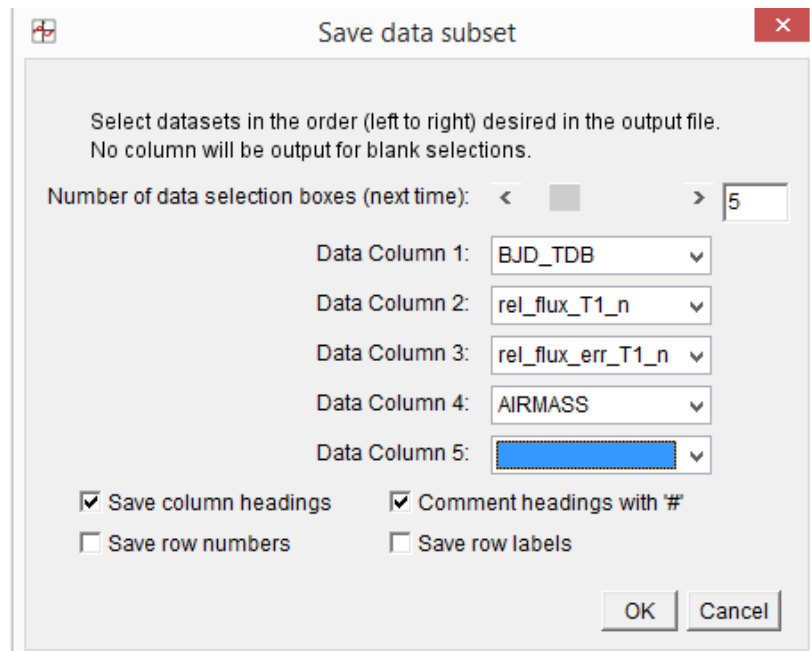 Save data subset
Select datasets in the order (left to right) desired in the output file.
No column will be output for blank selections.
Number of data selection boxes (next time): 5
Data Column 1: BJD_TDB
Data Column 2: rel_flux_T1_n
Data Column 3: rel_flux_err_T1_n
Data Column 4: AIRMASS
Data Column 5:
Save column headings Comment headings with '#'
Save row numbers Save row labels
OK Cancel